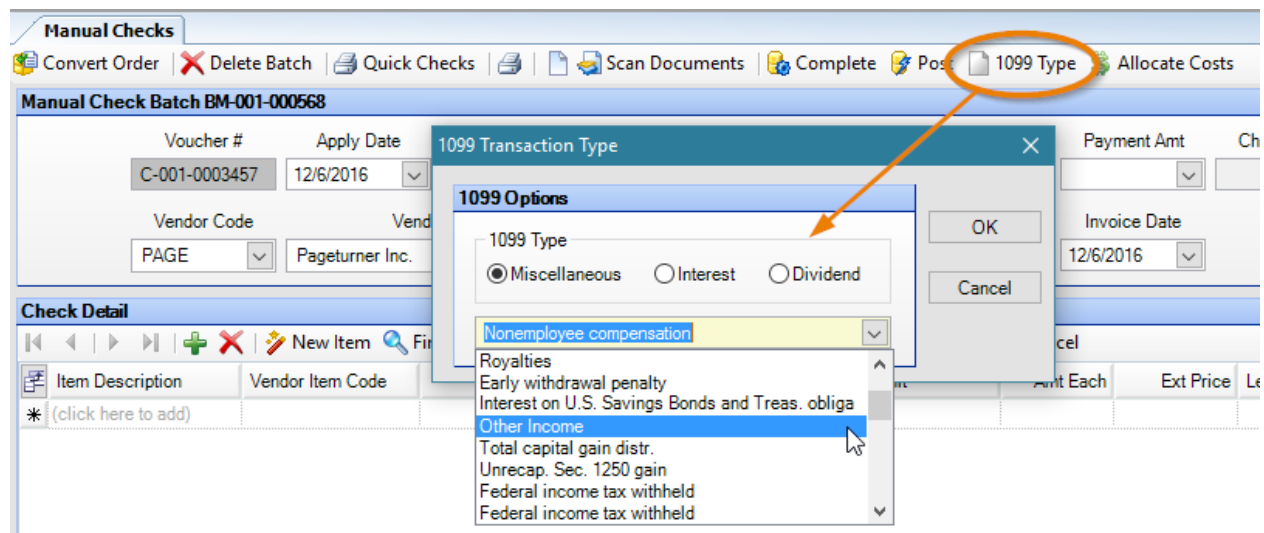 Manual Checks
Convert Order Delete Batch Quick Checks Scan Documents Complete Post 1099 Type Allocate Costs
Manual Check Batch BM-001-000568
Voucher # Apply Date Payment Amt Ch
C-001-0003457 12/6/2016
Vendor Code Vend Invoice Date
PAGE Pageturner Inc. 12/6/2016
1099 Transaction Type
1099 Options
1099 Type
Miscellaneous Interest Dividend
OK
Cancel
Nonemployee compensation
Royalties
Early withdrawal penalty
Interest on U.S. Savings Bonds and Treas. obliga
Other Income
Total capital gain distr.
Unrecap. Sec. 1250 gain
Federal income tax withheld
Federal income tax withheld
Check Detail
New Item Fi cel
Item Description Vendor Item Code Amt Each Ext Price Le
(click here to add)